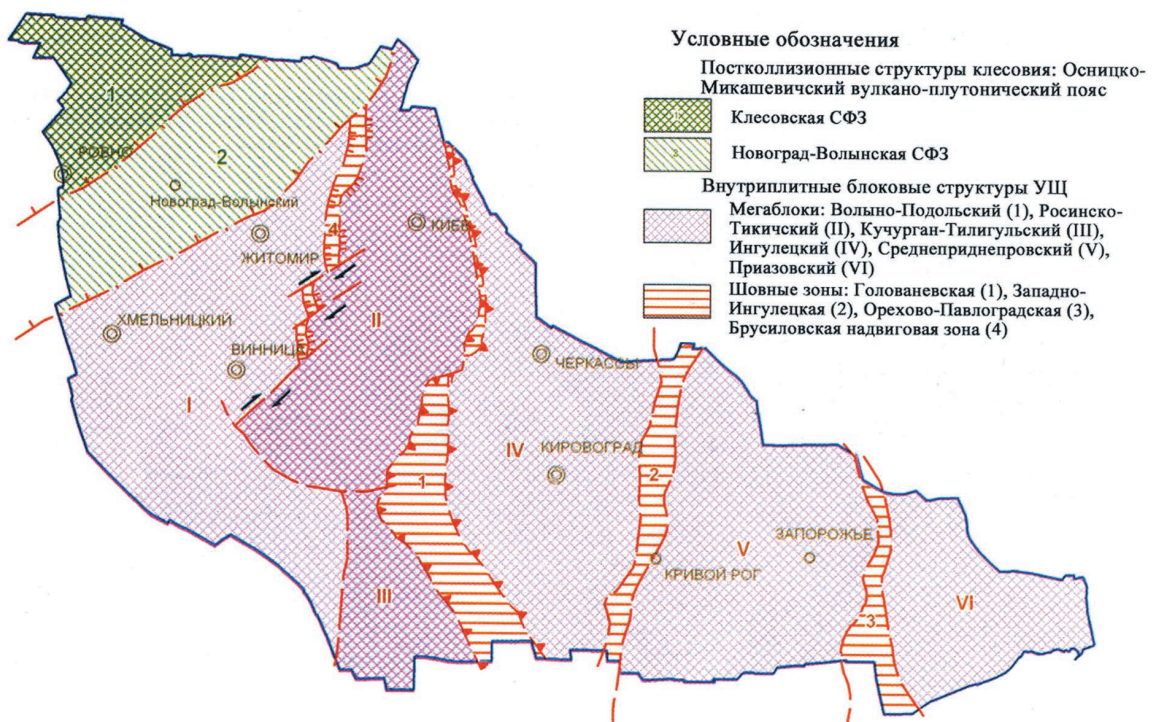 Условные обозначения
Постколлизионные структуры клесовия: Осницко-
Микашевичский вулкано-плутонический пояс
1
Клесовская СФЗ
2
Новоград-Волынская СФЗ
Внутриплитные блоковые структуры УЩ
Мегаблоки: Волыно-Подольский (1), Росинско-
Тикичский (II), Кучурган-Тилигульский (III),
Ингулецкий (IV), Среднеприднепровский (V),
Приазовский (VI)
Шовные зоны: Голованевская (1), Западно-
Ингулецкая (2), Орехово-Павлоградская (3),
Брусиловская надвиговая зона (4)
1
РОВНО
2
Новоград-Волынский
4
КИЕВ
ЖИТОМИР
ХМЕЛЬНИЦКИЙ
II
ВИННИЦА
ЧЕРКАССЫ
I
IV
КИРОВОГРАД
1
2
ЗАПОРОЖЬЕ
V
КРИВОЙ РОГ
III
VI
3